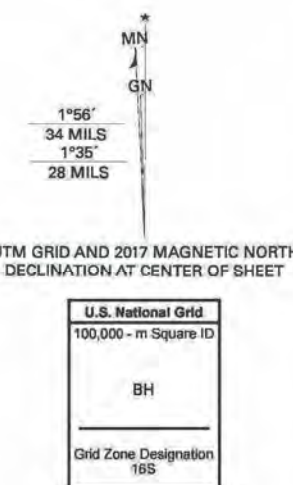 *
MN
GN
1°56′
34 MILS
1°35′
28 MILS
UTM GRID AND 2017 MAGNETIC NORTH
DECLINATION AT CENTER OF SHEET
U.S. National Grid
100,000 - m Square ID
BH
Grid Zone Designation
16S